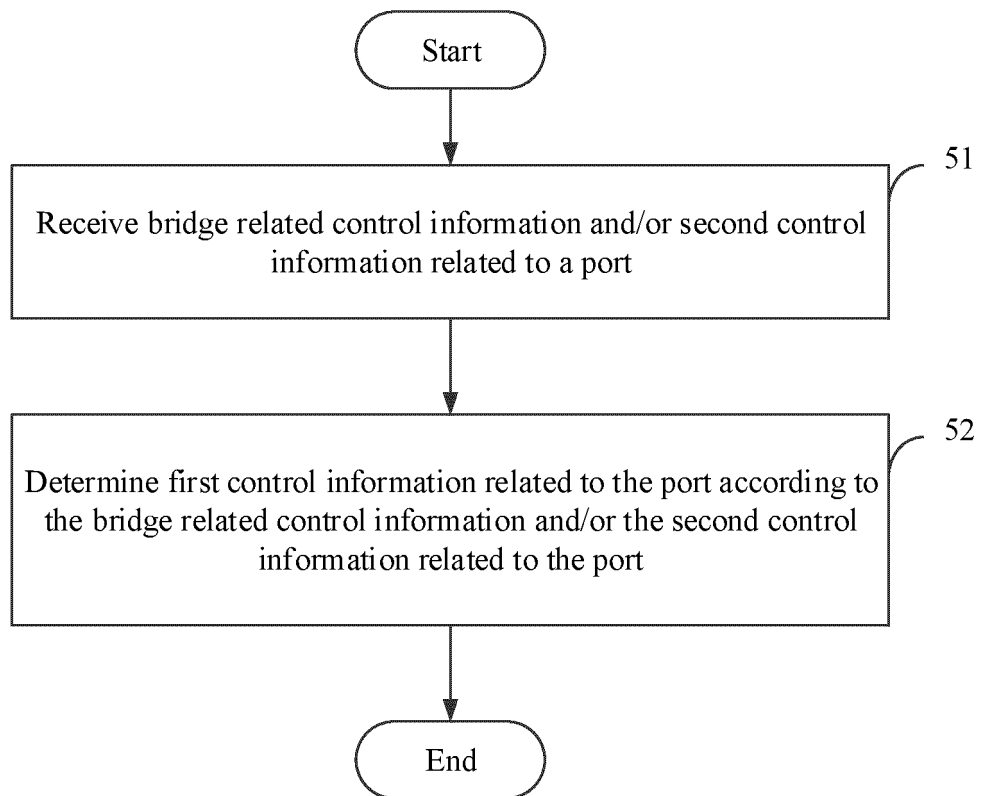 Start
51
Receive bridge related control information and/or second control
information related to a port
52
Determine first control information related to the port according to
the bridge related control information and/or the second control
information related to the port
End